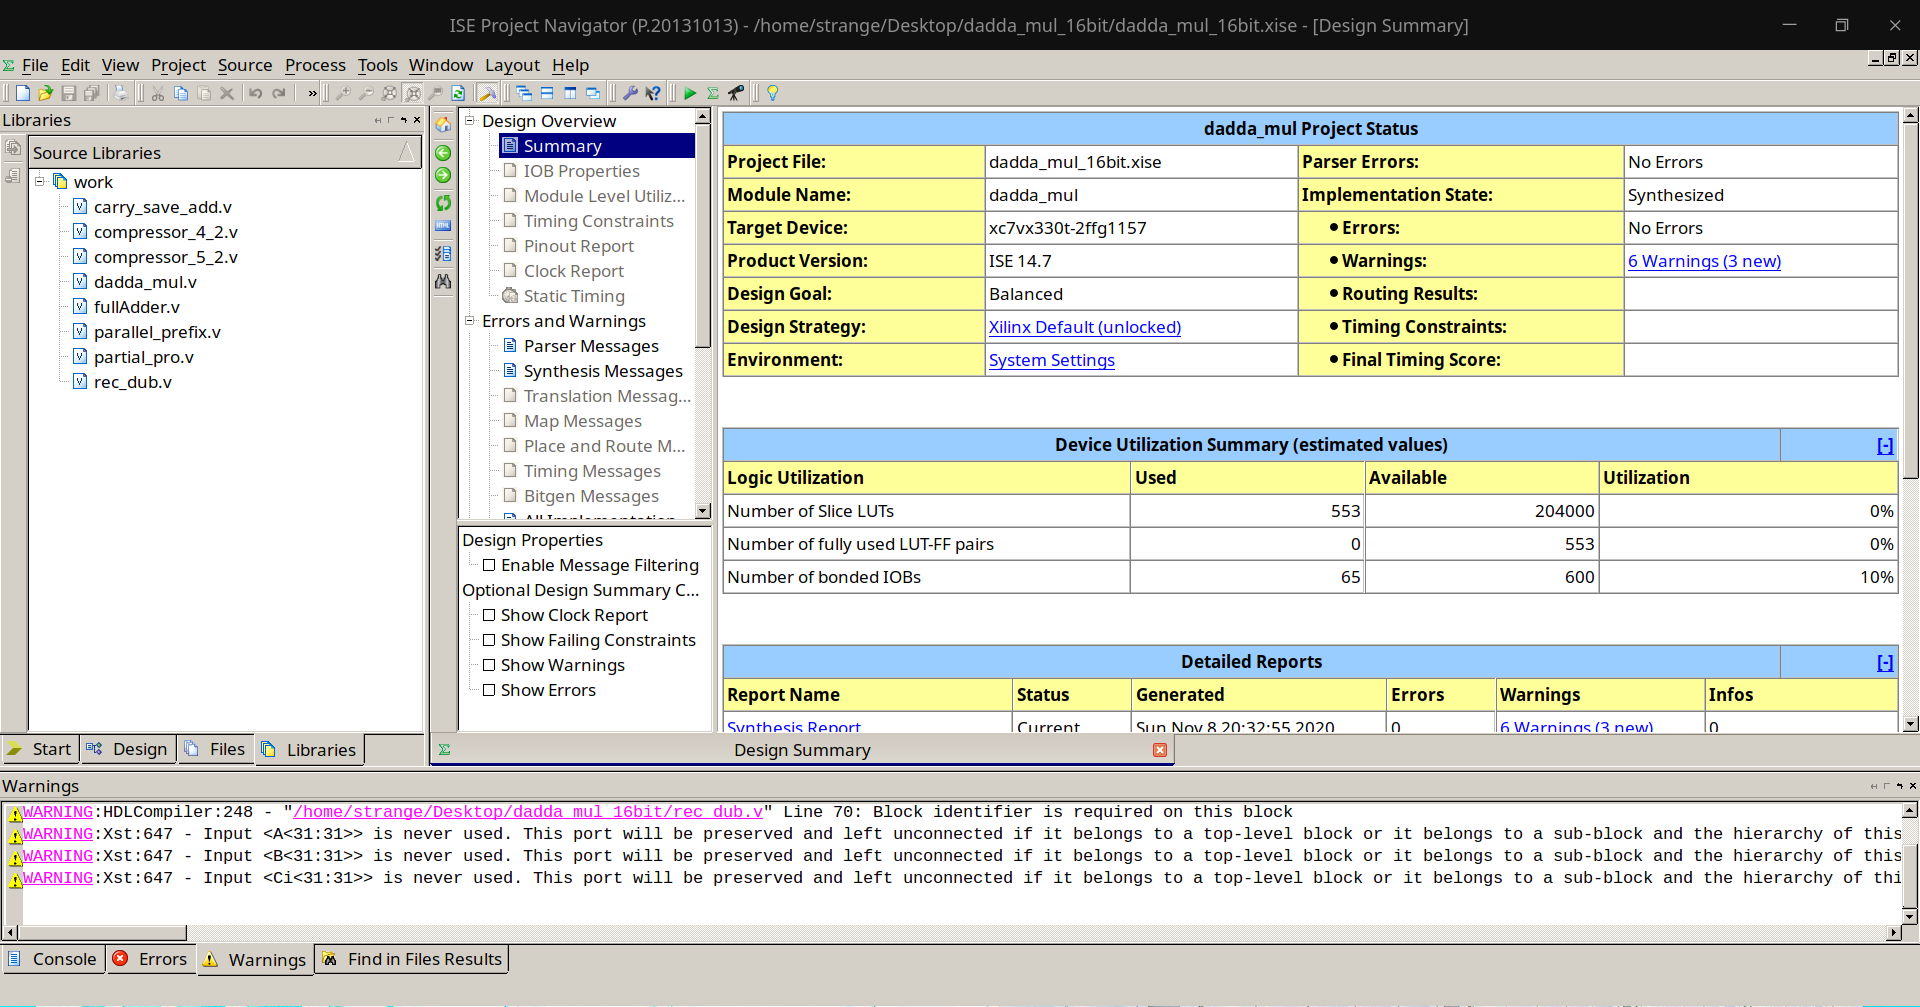 ISE Project Navigator (P.20131013) - /home/strange/Desktop/dadda_mul_16bit/dadda_mul_16bit.xise - [Design Summary]
File Edit View Project Source Process Tools Window Layout Help
Libraries
Source Libraries
work
carry_save_add.v
compressor_4_2.v
compressor_5_2.v
dadda_mul.v
fullAdder.v
parallel_prefix.v
partial_pro.v
rec_dub.v
Start Design Files Libraries
Design Overview
Summary
IOB Properties
Module Level Utiliz...
Timing Constraints
Pinout Report
Clock Report
Static Timing
Errors and Warnings
Parser Messages
Synthesis Messages
Translation Messag...
Map Messages
Place and Route M...
Timing Messages
Bitgen Messages
All Implementation
Design Properties
Enable Message Filtering
Optional Design Summary C...
Show Clock Report
Show Failing Constraints
Show Warnings
Show Errors
dadda_mul Project Status
Project File: dadda_mul_16bit.xise Parser Errors: No Errors
Module Name: dadda_mul Implementation State: Synthesized
Target Device: xc7vx330t-2ffg1157 •Errors: No Errors
Product Version: ISE 14.7 •Warnings: 6 Warnings (3 new)
Design Goal: Balanced •Routing Results:
Design Strategy: Xilinx Default (unlocked) •Timing Constraints:
Environment: System Settings •Final Timing Score:
Device Utilization Summary (estimated values) [-]
Logic Utilization Used Available Utilization
Number of Slice LUTs 553 204000 0%
Number of fully used LUT-FF pairs 0 553 0%
Number of bonded IOBs 65 600 10%
Detailed Reports [-]
Report Name Status Generated Errors Warnings Infos
Synthesis Report Current Sun Nov 8 20:32:55 2020 0 6 Warnings (3 new) 0
Design Summary
Warnings
WARNING:HDLCompiler:248 - "/home/strange/Desktop/dadda_mul_16bit/rec_dub.v" Line 70: Block identifier is required on this block
WARNING:Xst:647 - Input <A<31:31>> is never used. This port will be preserved and left unconnected if it belongs to a top-level block or it belongs to a sub-block and the hierarchy of this
WARNING:Xst:647 - Input <B<31:31>> is never used. This port will be preserved and left unconnected if it belongs to a top-level block or it belongs to a sub-block and the hierarchy of this
WARNING:Xst:647 - Input <Ci<31:31>> is never used. This port will be preserved and left unconnected if it belongs to a top-level block or it belongs to a sub-block and the hierarchy of thi
Console Errors Warnings Find in Files Results